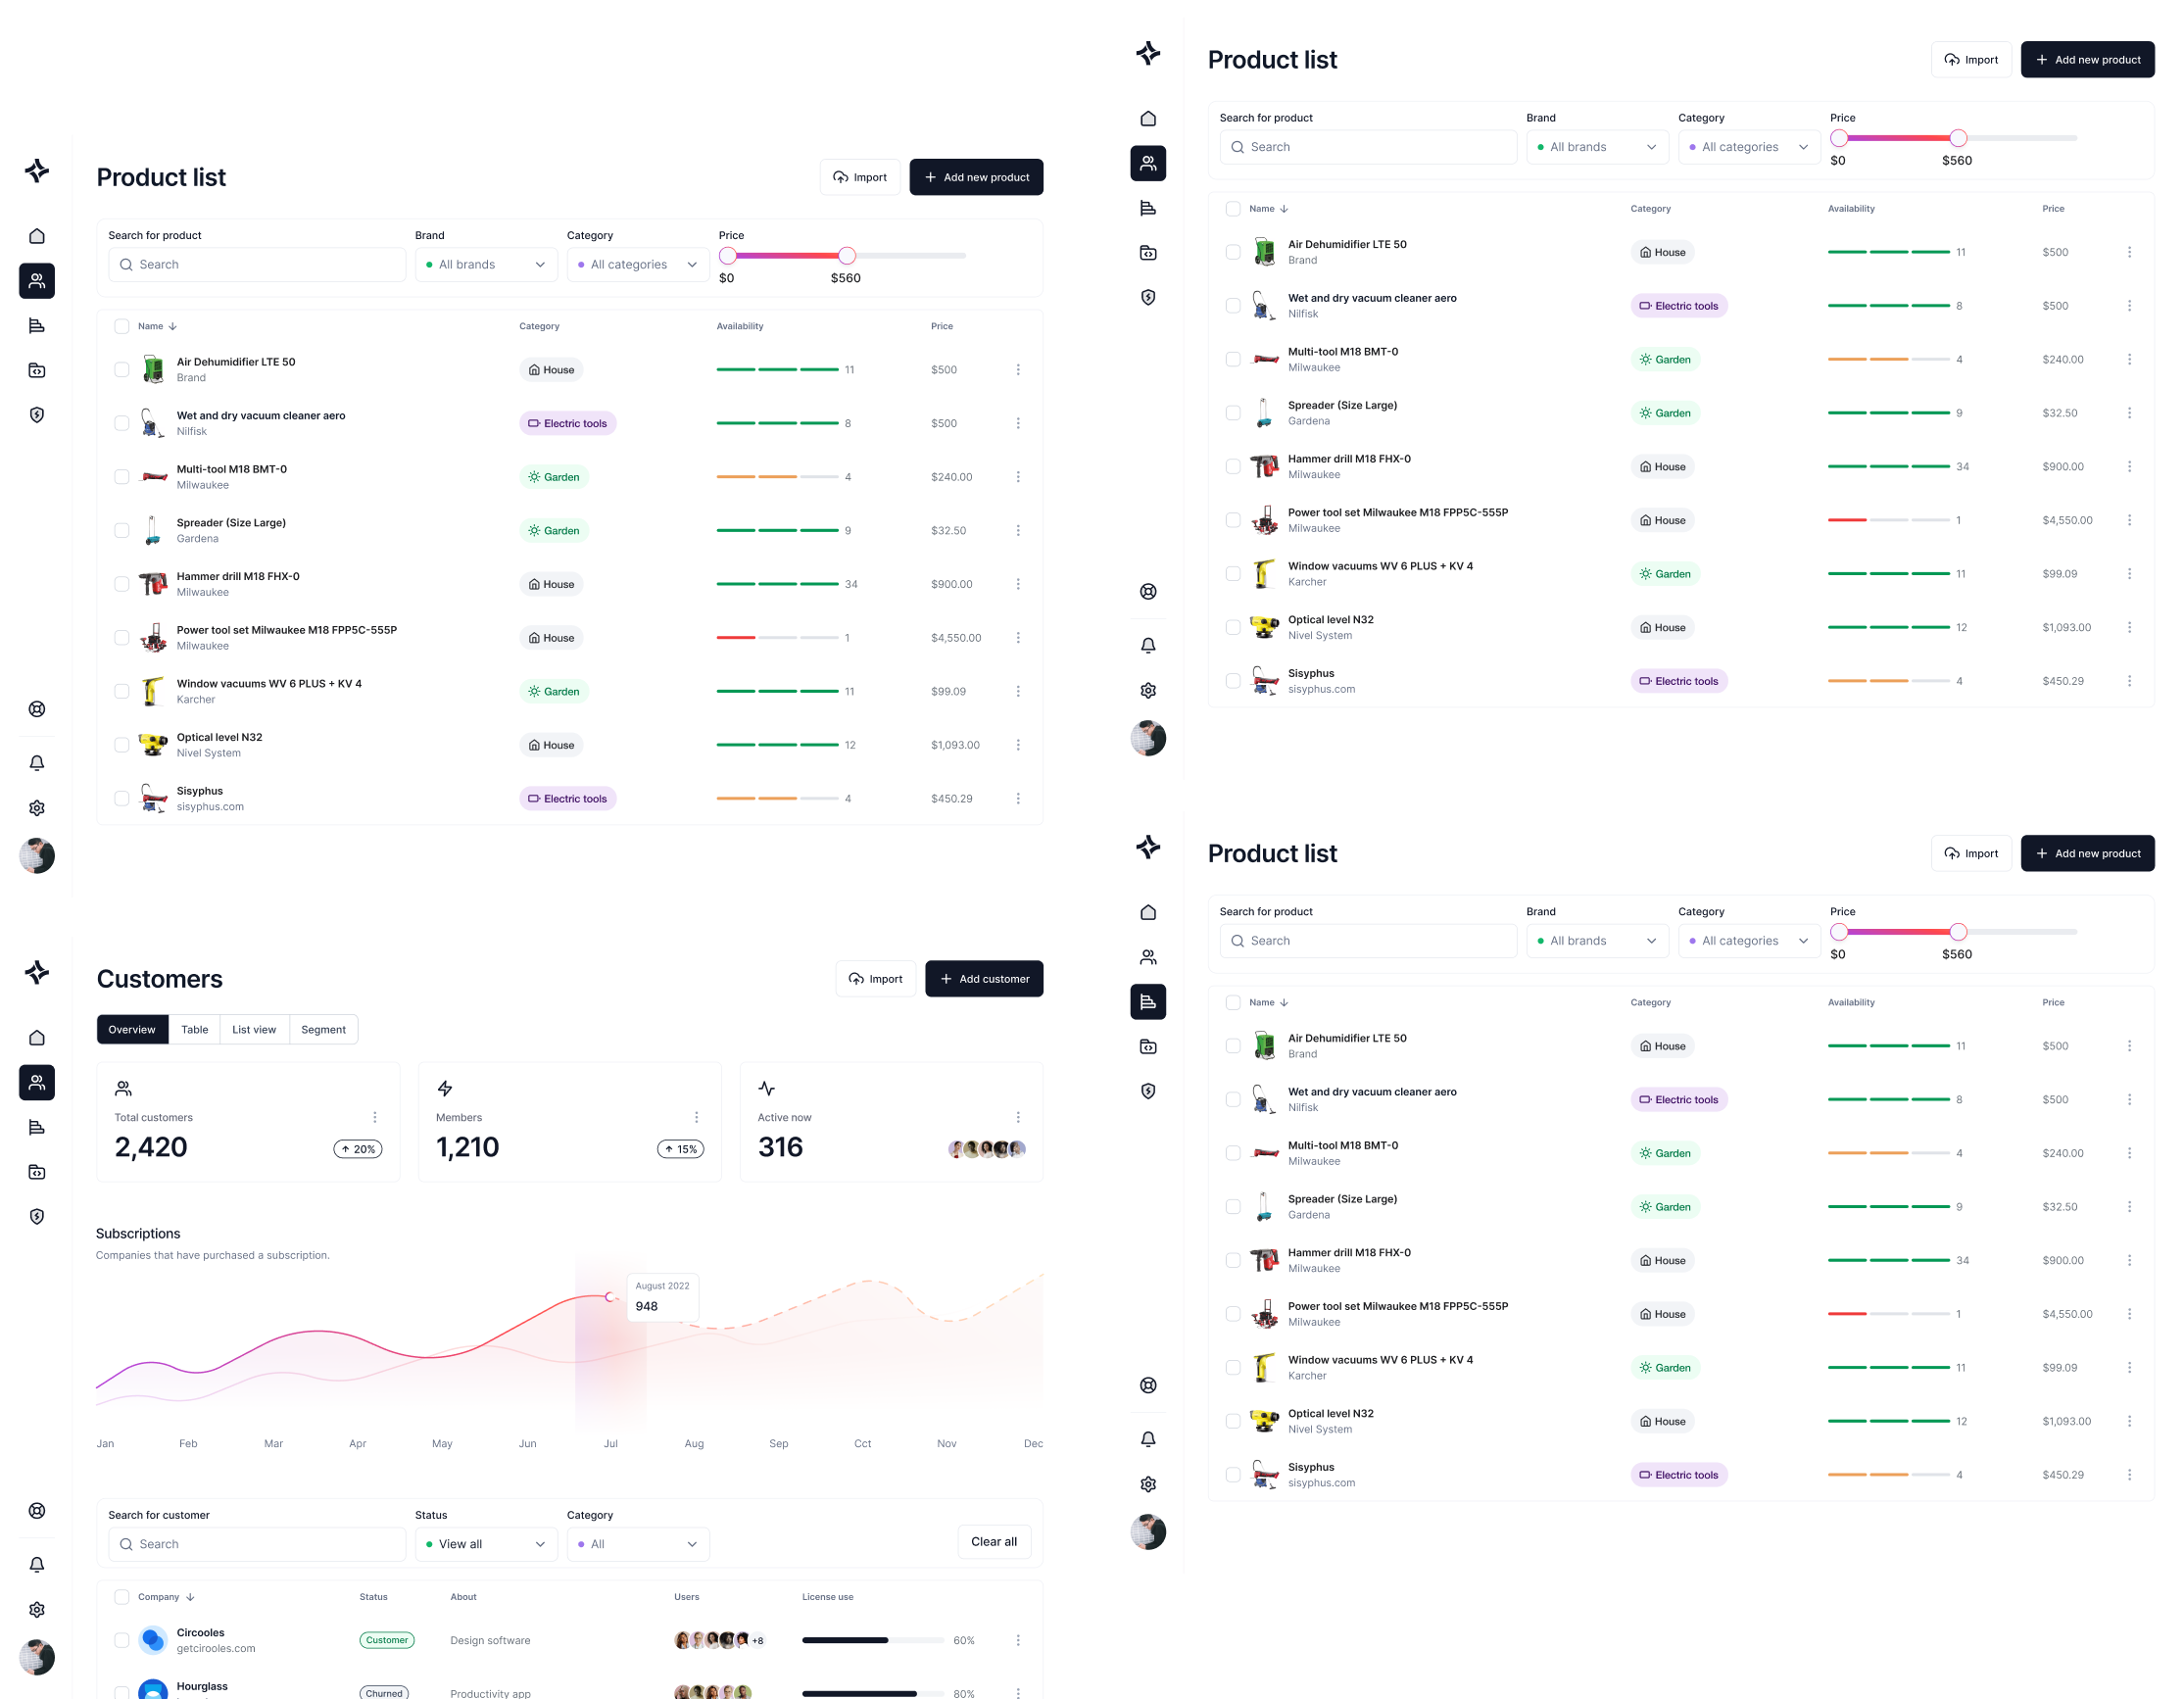 Product list
Import
Add new product
Search for product
Brand
Category
Price
Search
All brands
All categories
$0
$560
Name
Category
Availability
Price
Air Dehumidifier LTE 50
Brand
House
11
$500
Wet and dry vacuum cleaner aero
Nilfisk
Electric tools
8
$500
Multi-tool M18 BMT-0
Milwaukee
Garden
4
$240.00
Spreader (Size Large)
Gardena
Garden
9
$32.50
Hammer drill M18 FHX-0
Milwaukee
House
34
$900.00
Power tool set Milwaukee M18 FPP5C-555P
Milwaukee
House
1
$4,550.00
Window vacuums WV 6 PLUS + KV 4
Karcher
Garden
11
$99.09
Optical level N32
Nivel System
House
12
$1,093.00
Sisyphus
sisyphus.com
Electric tools
4
$450.29
Customers
Import
Add customer
Overview
Table
List view
Segment
Total customers
2,420
20%
Members
1,210
15%
Active now
316
Subscriptions
Companies that have purchased a subscription.
August 2022
948
Jan
Feb
Mar
Apr
May
Jun
Jul
Aug
Sep
Cct
Nov
Dec
Search for customer
Status
Category
Search
View all
All
Clear all
Company
Status
About
Users
License use
Circooles
getcirooles.com
Customer
Design software
+8
60%
Hourglass
Churned
Productivity app
80%
Product list
Import
Add new product
Search for product
Brand
Category
Price
Search
All brands
All categories
$0
$560
Name
Category
Availability
Price
Air Dehumidifier LTE 50
Brand
House
11
$500
Wet and dry vacuum cleaner aero
Nilfisk
Electric tools
8
$500
Multi-tool M18 BMT-0
Milwaukee
Garden
4
$240.00
Spreader (Size Large)
Gardena
Garden
9
$32.50
Hammer drill M18 FHX-0
Milwaukee
House
34
$900.00
Power tool set Milwaukee M18 FPP5C-555P
Milwaukee
House
1
$4,550.00
Window vacuums WV 6 PLUS + KV 4
Karcher
Garden
11
$99.09
Optical level N32
Nivel System
House
12
$1,093.00
Sisyphus
sisyphus.com
Electric tools
4
$450.29
Product list
Import
Add new product
Search for product
Brand
Category
Price
Search
All brands
All categories
$0
$560
Name
Category
Availability
Price
Air Dehumidifier LTE 50
Brand
House
11
$500
Wet and dry vacuum cleaner aero
Nilfisk
Electric tools
8
$500
Multi-tool M18 BMT-0
Milwaukee
Garden
4
$240.00
Spreader (Size Large)
Gardena
Garden
9
$32.50
Hammer drill M18 FHX-0
Milwaukee
House
34
$900.00
Power tool set Milwaukee M18 FPP5C-555P
Milwaukee
House
1
$4,550.00
Window vacuums WV 6 PLUS + KV 4
Karcher
Garden
11
$99.09
Optical level N32
Nivel System
House
12
$1,093.00
Sisyphus
sisyphus.com
Electric tools
4
$450.29